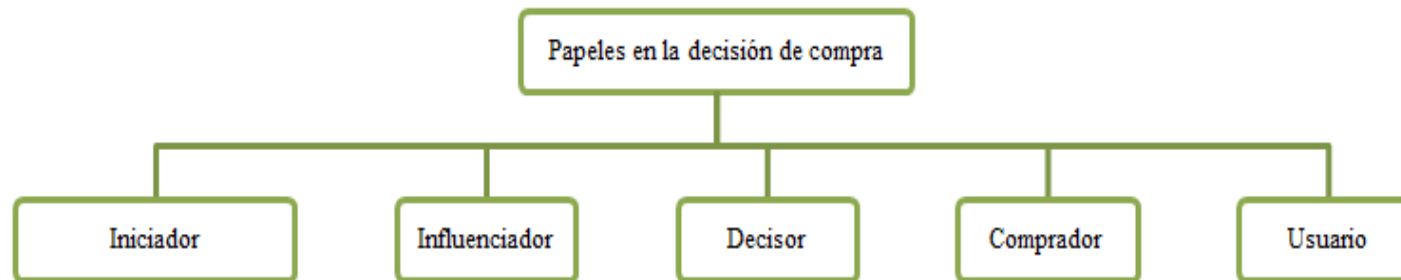 Papeles en la decisión de compra
Iniciador
Influenciador
Decisor
Comprador
Usuario